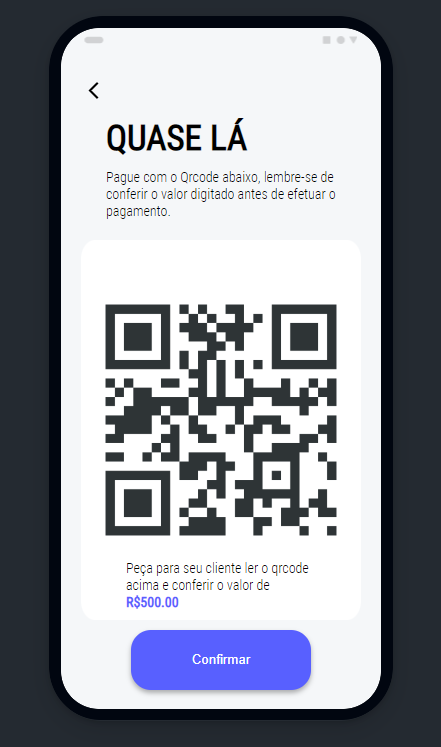 QUASE LÁ
Pague com o Qrcode abaixo, lembre-se de
conferir o valor digitado antes de efetuar o
pagamento.
Peça para seu cliente ler o qrcode
acima e conferir o valor de
R$500.00
Confirmar